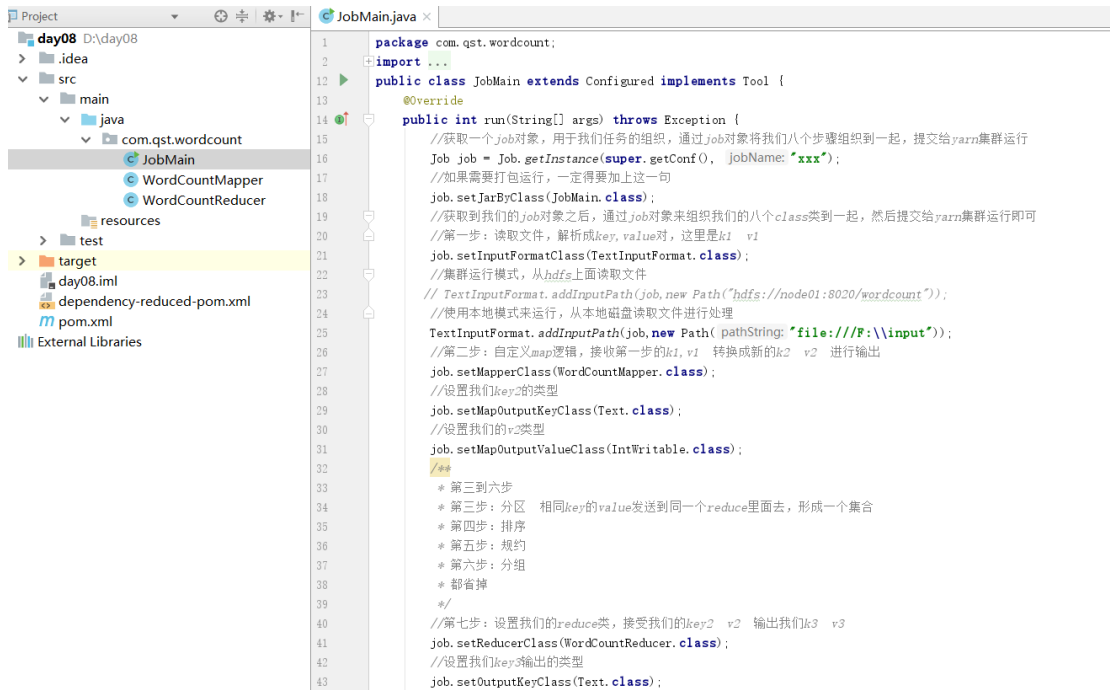 Project
day08 D:\day08
.idea
src
main
java
com.qst.wordcount
JobMain
WordCountMapper
WordCountReducer
resources
test
target
day08.iml
dependency-reduced-pom.xml
pom.xml
External Libraries
JobMain.java
1 package com.qst.wordcount;
2 import ...
12 public class JobMain extends Configured implements Tool {
13 @Override
14 public int run(String[] args) throws Exception {
15 //获取一个job对象，用于我们任务的组织，通过job对象将我们八个步骤组织到一起，提交给yarn集群运行
16 Job job = Job.getInstance(super.getConf(), jobName: "xxx");
17 //如果需要打包运行，一定得要加上这一句
18 job.setJarByClass(JobMain.class);
19 //获取到我们的job对象之后，通过job对象来组织我们的八个class类到一起，然后提交给yarn集群运行即可
20 //第一步：读取文件，解析成key,value对，这里是k1 v1
21 job.setInputFormatClass(TextInputFormat.class);
22 //集群运行模式，从hdfs上面读取文件
23 // TextInputFormat.addInputPath(job,new Path("hdfs://node01:8020/wordcount"));
24 //使用本地模式来运行，从本地磁盘读取文件进行处理
25 TextInputFormat.addInputPath(job,new Path( pathString: "file:///F:\\input"));
26 //第二步：自定义map逻辑，接收第一步的k1,v1 转换成新的k2 v2 进行输出
27 job.setMapperClass(WordCountMapper.class);
28 //设置我们key2的类型
29 job.setMapOutputKeyClass(Text.class);
30 //设置我们的v2类型
31 job.setMapOutputValueClass(IntWritable.class);
32 /**
33 * 第三到六步
34 * 第三步：分区 相同key的value发送到同一个reduce里面去，形成一个集合
35 * 第四步：排序
36 * 第五步：规约
37 * 第六步：分组
38 * 都省掉
39 */
40 //第七步：设置我们的reduce类，接受我们的key2 v2 输出我们k3 v3
41 job.setReducerClass(WordCountReducer.class);
42 //设置我们key3输出的类型
43 job.setOutputKeyClass(Text.class);